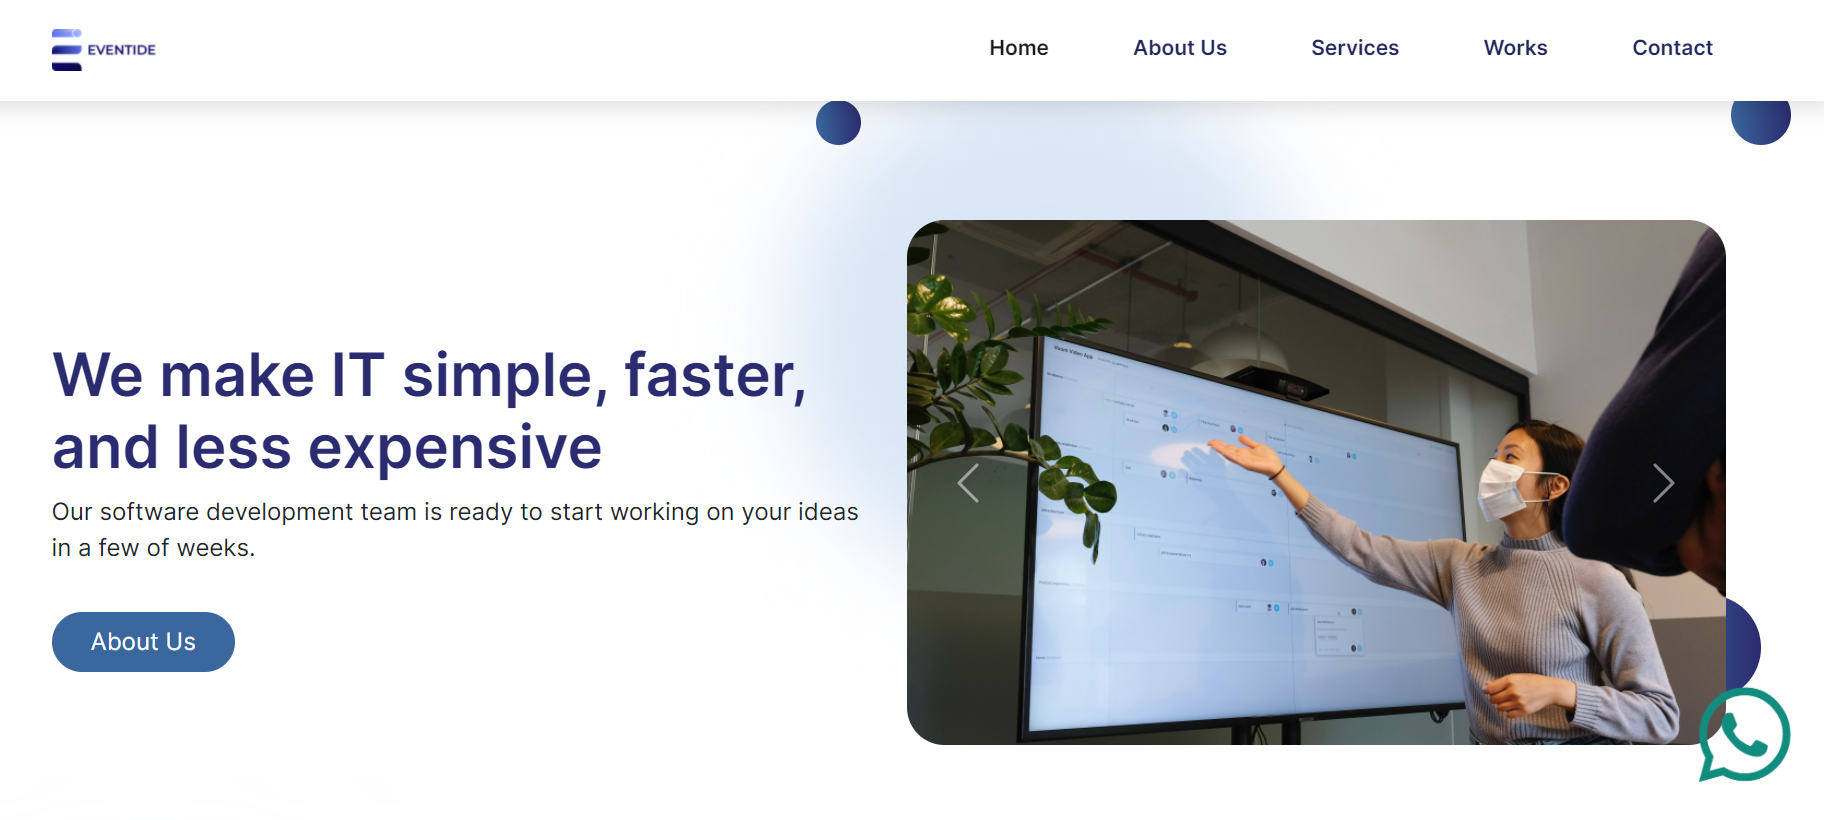 EVENTIDE
Home
About Us
Services
Works
Contact
We make IT simple, faster,
and less expensive
Our software development team is ready to start working on your ideas
in a few of weeks.
About Us